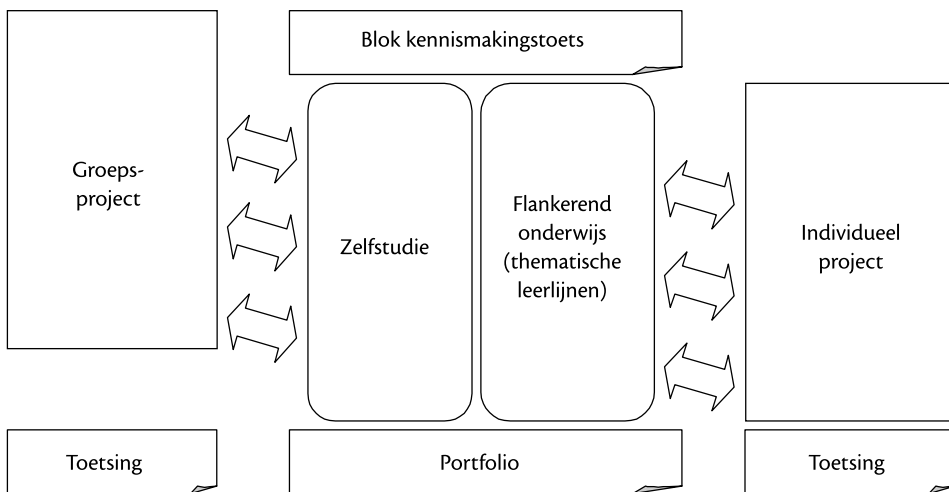 Blok kennismakingstoets
Groeps-
project
Zelfstudie
Flankerend
onderwijs
(thematische
leerlijnen)
Individueel
project
Toetsing
Portfolio
Toetsing